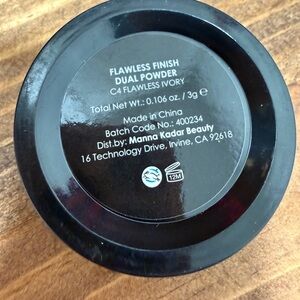 FLAWLESS FINISH
DUAL POWDER
C4 FLAWLESS IVORY
Total Net Wt.: 0.106 oz. / 3g ℮
Made in China
Batch Code No.: 400234
Dist.by: Manna Kadar Beauty
16 Technology Drive, Irvine, CA 92618
12M